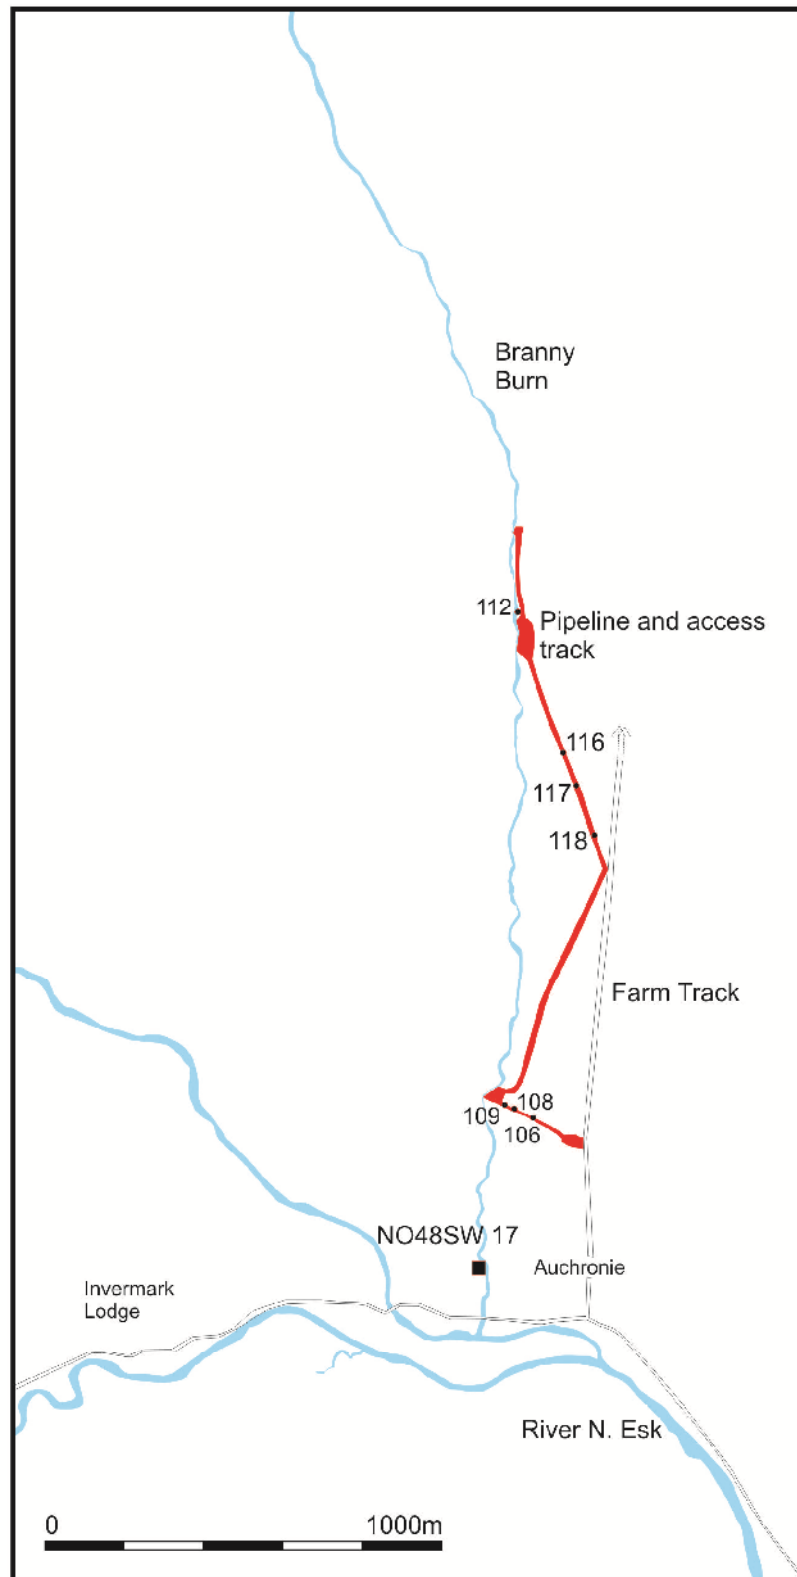 Branny
Burn
112
Pipeline and access
track
116
117
118
Farm Track
108
109
106
NO48SW 17
Auchronie
Invermark
Lodge
River N. Esk
0 1000m